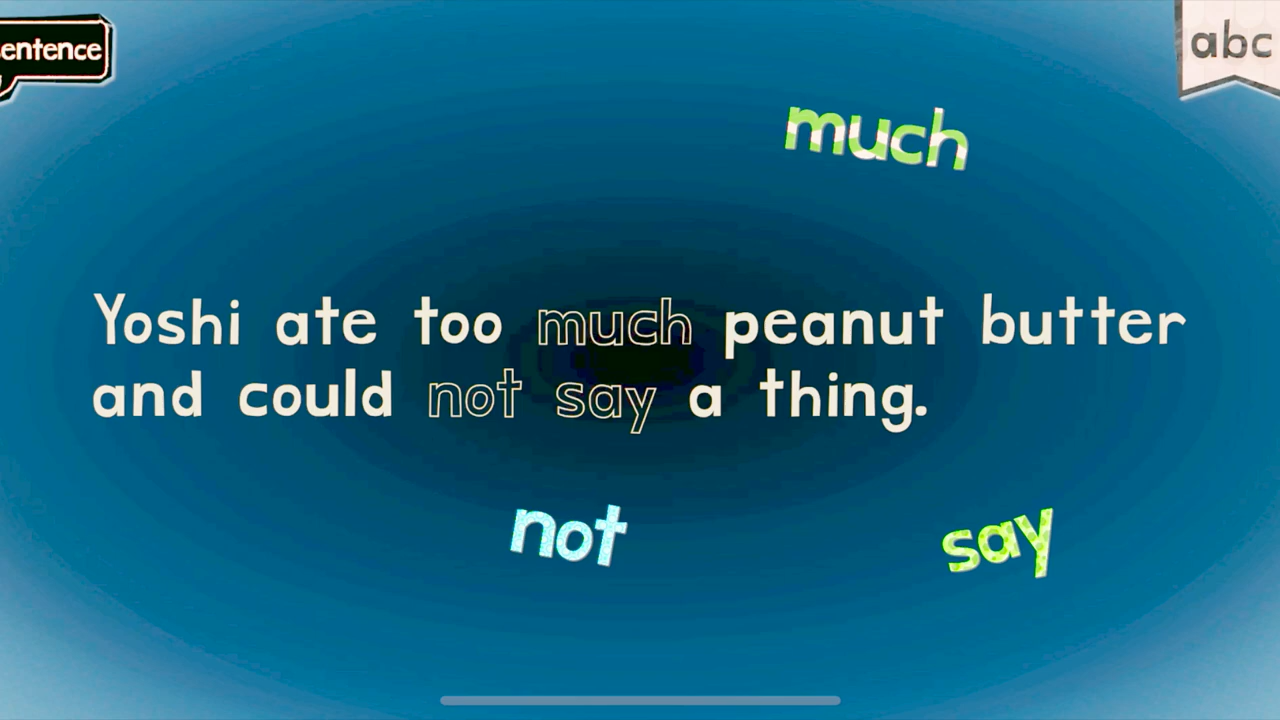 entence
abc
much
Yoshi ate too much peanut butter
and could not say a thing.
not
say